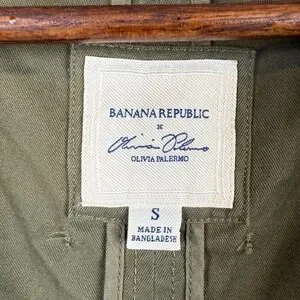 BANANA REPUBLIC
X
Olivia Palermo
OLIVIA PALERMO
S
MADE IN
BANGLADESH